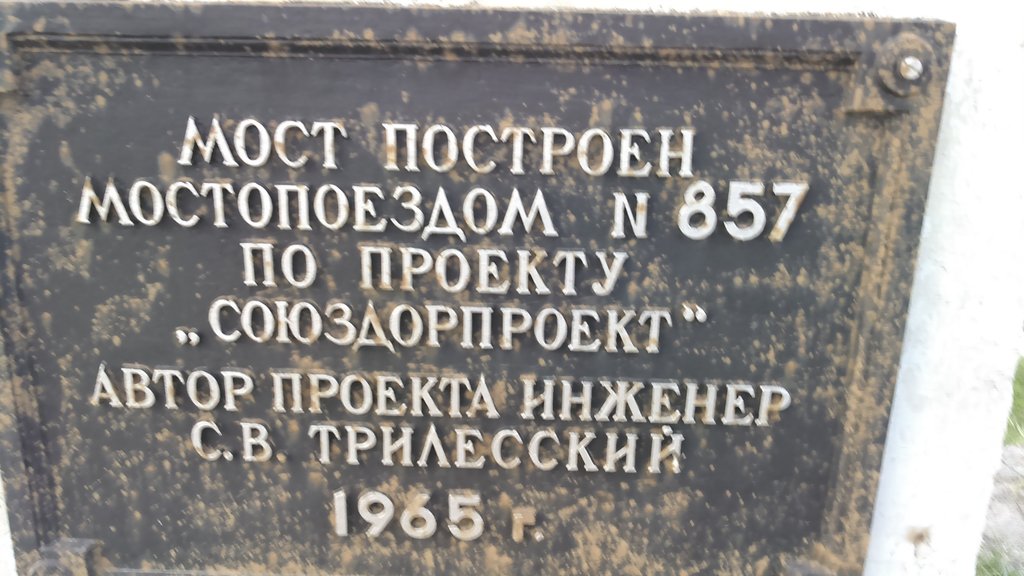 МОСТ ПОСТРОЕН
МОСТОПОЕЗДОМ N 857
ПО ПРОЕКТУ
„СОЮЗДОРПРОЕКТ“
АВТОР ПРОЕКТА ИНЖЕНЕР
С.В. ТРИЛЕССКИЙ
1965 г.